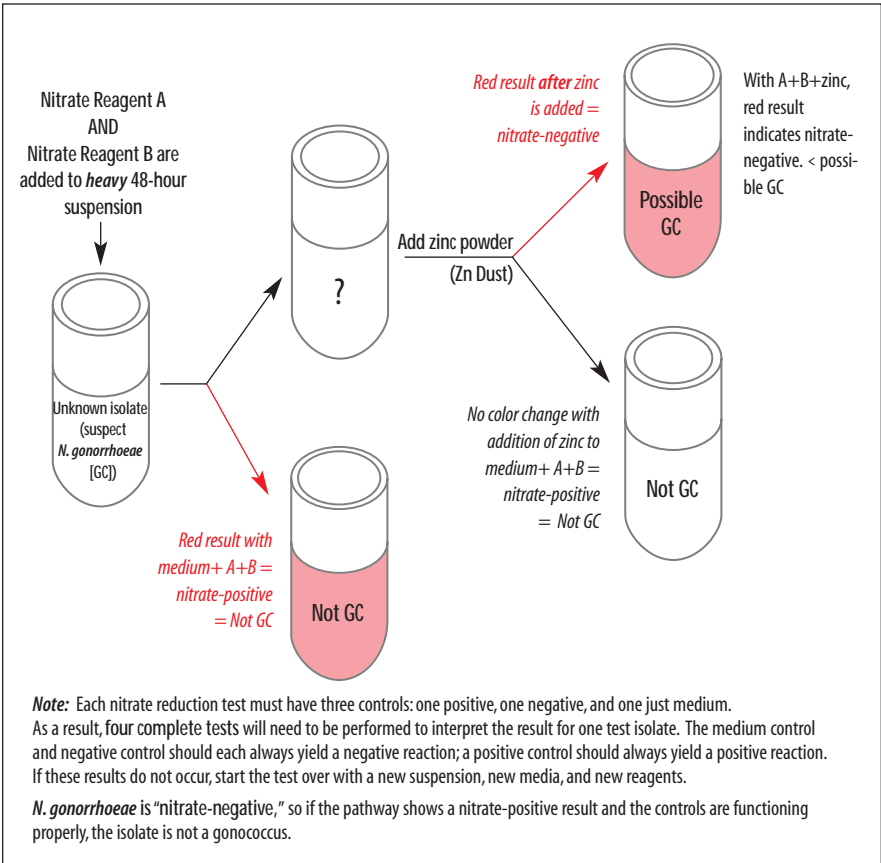 Nitrate Reagent A
AND
Nitrate Reagent B are
added to heavy 48-hour
suspension
Unknown isolate
(suspect
N. gonorrhoeae
[GC])
?
Red result with
medium+ A+B =
nitrate-positive
= Not GC
Not GC
Add zinc powder
(Zn Dust)
Red result after zinc
is added =
nitrate-negative
Possible
GC
With A+B+zinc,
red result
indicates nitrate-
negative. < possi-
ble GC
No color change with
addition of zinc to
medium+ A+B =
nitrate-positive
= Not GC
Not GC
Note: Each nitrate reduction test must have three controls: one positive, one negative, and one just medium.
As a result, four complete tests will need to be performed to interpret the result for one test isolate. The medium control
and negative control should each always yield a negative reaction; a positive control should always yield a positive reaction.
If these results do not occur, start the test over with a new suspension, new media, and new reagents.
N. gonorrhoeae is "nitrate-negative," so if the pathway shows a nitrate-positive result and the controls are functioning
properly, the isolate is not a gonococcus.